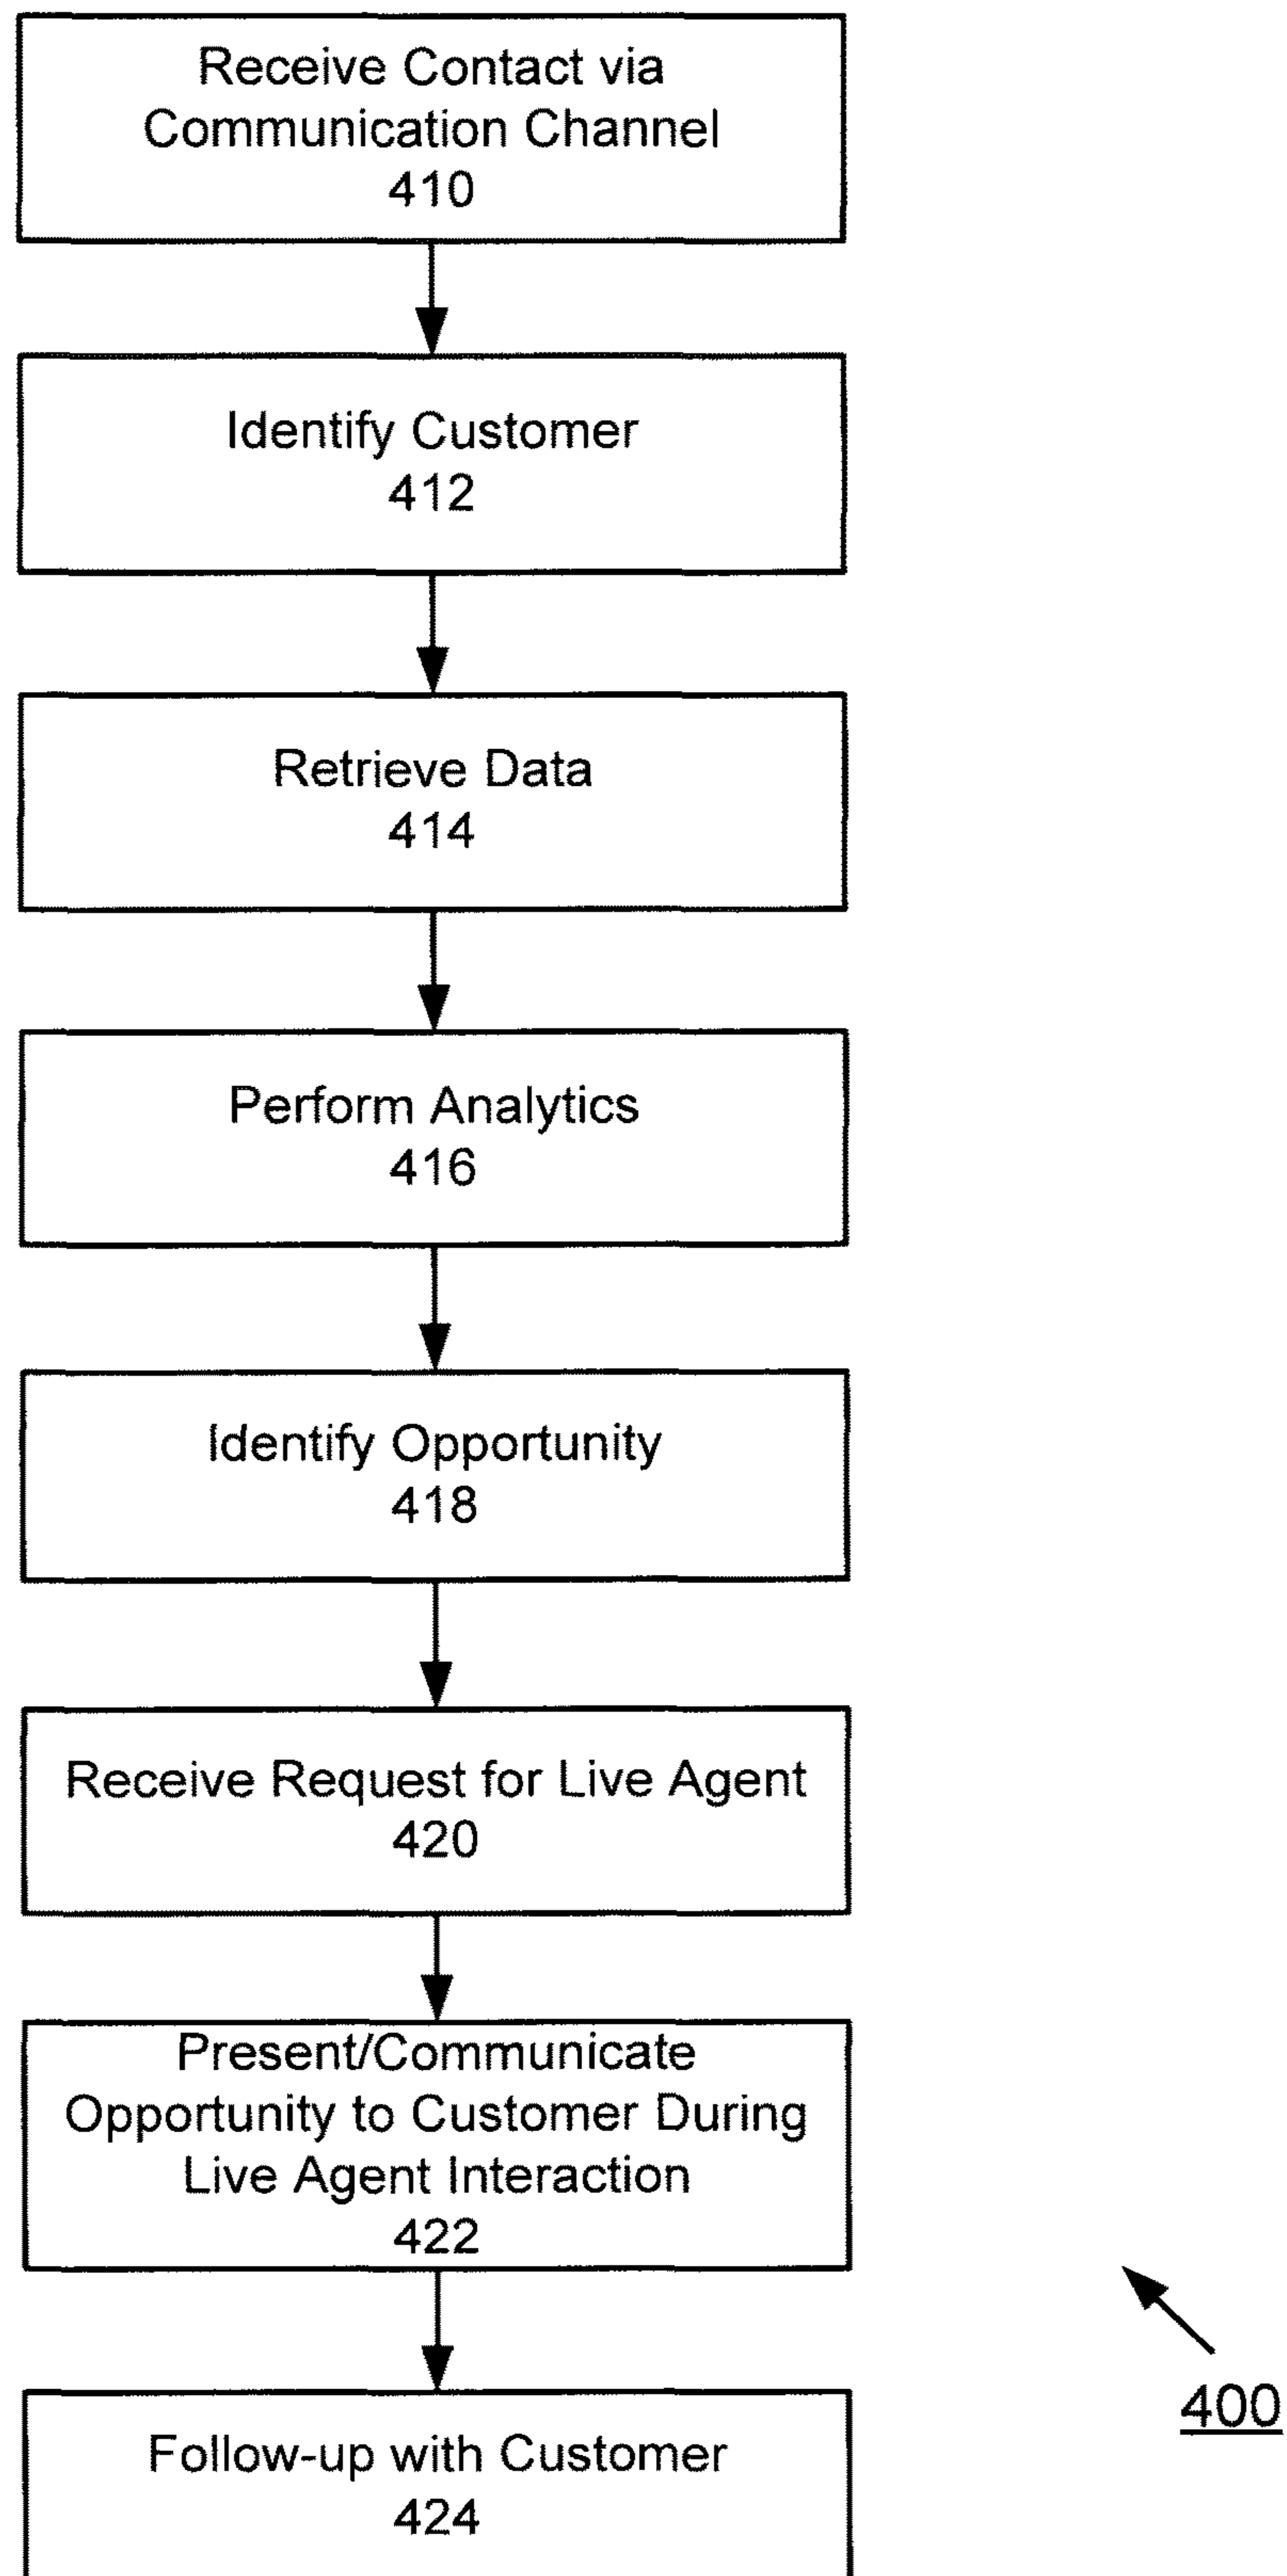 Receive Contact via
Communication Channel
410
Identify Customer
412
Retrieve Data
414
Perform Analytics
416
Identify Opportunity
418
Receive Request for Live Agent
420
Present/Communicate
Opportunity to Customer During
Live Agent Interaction
422
Follow-up with Customer
424
400